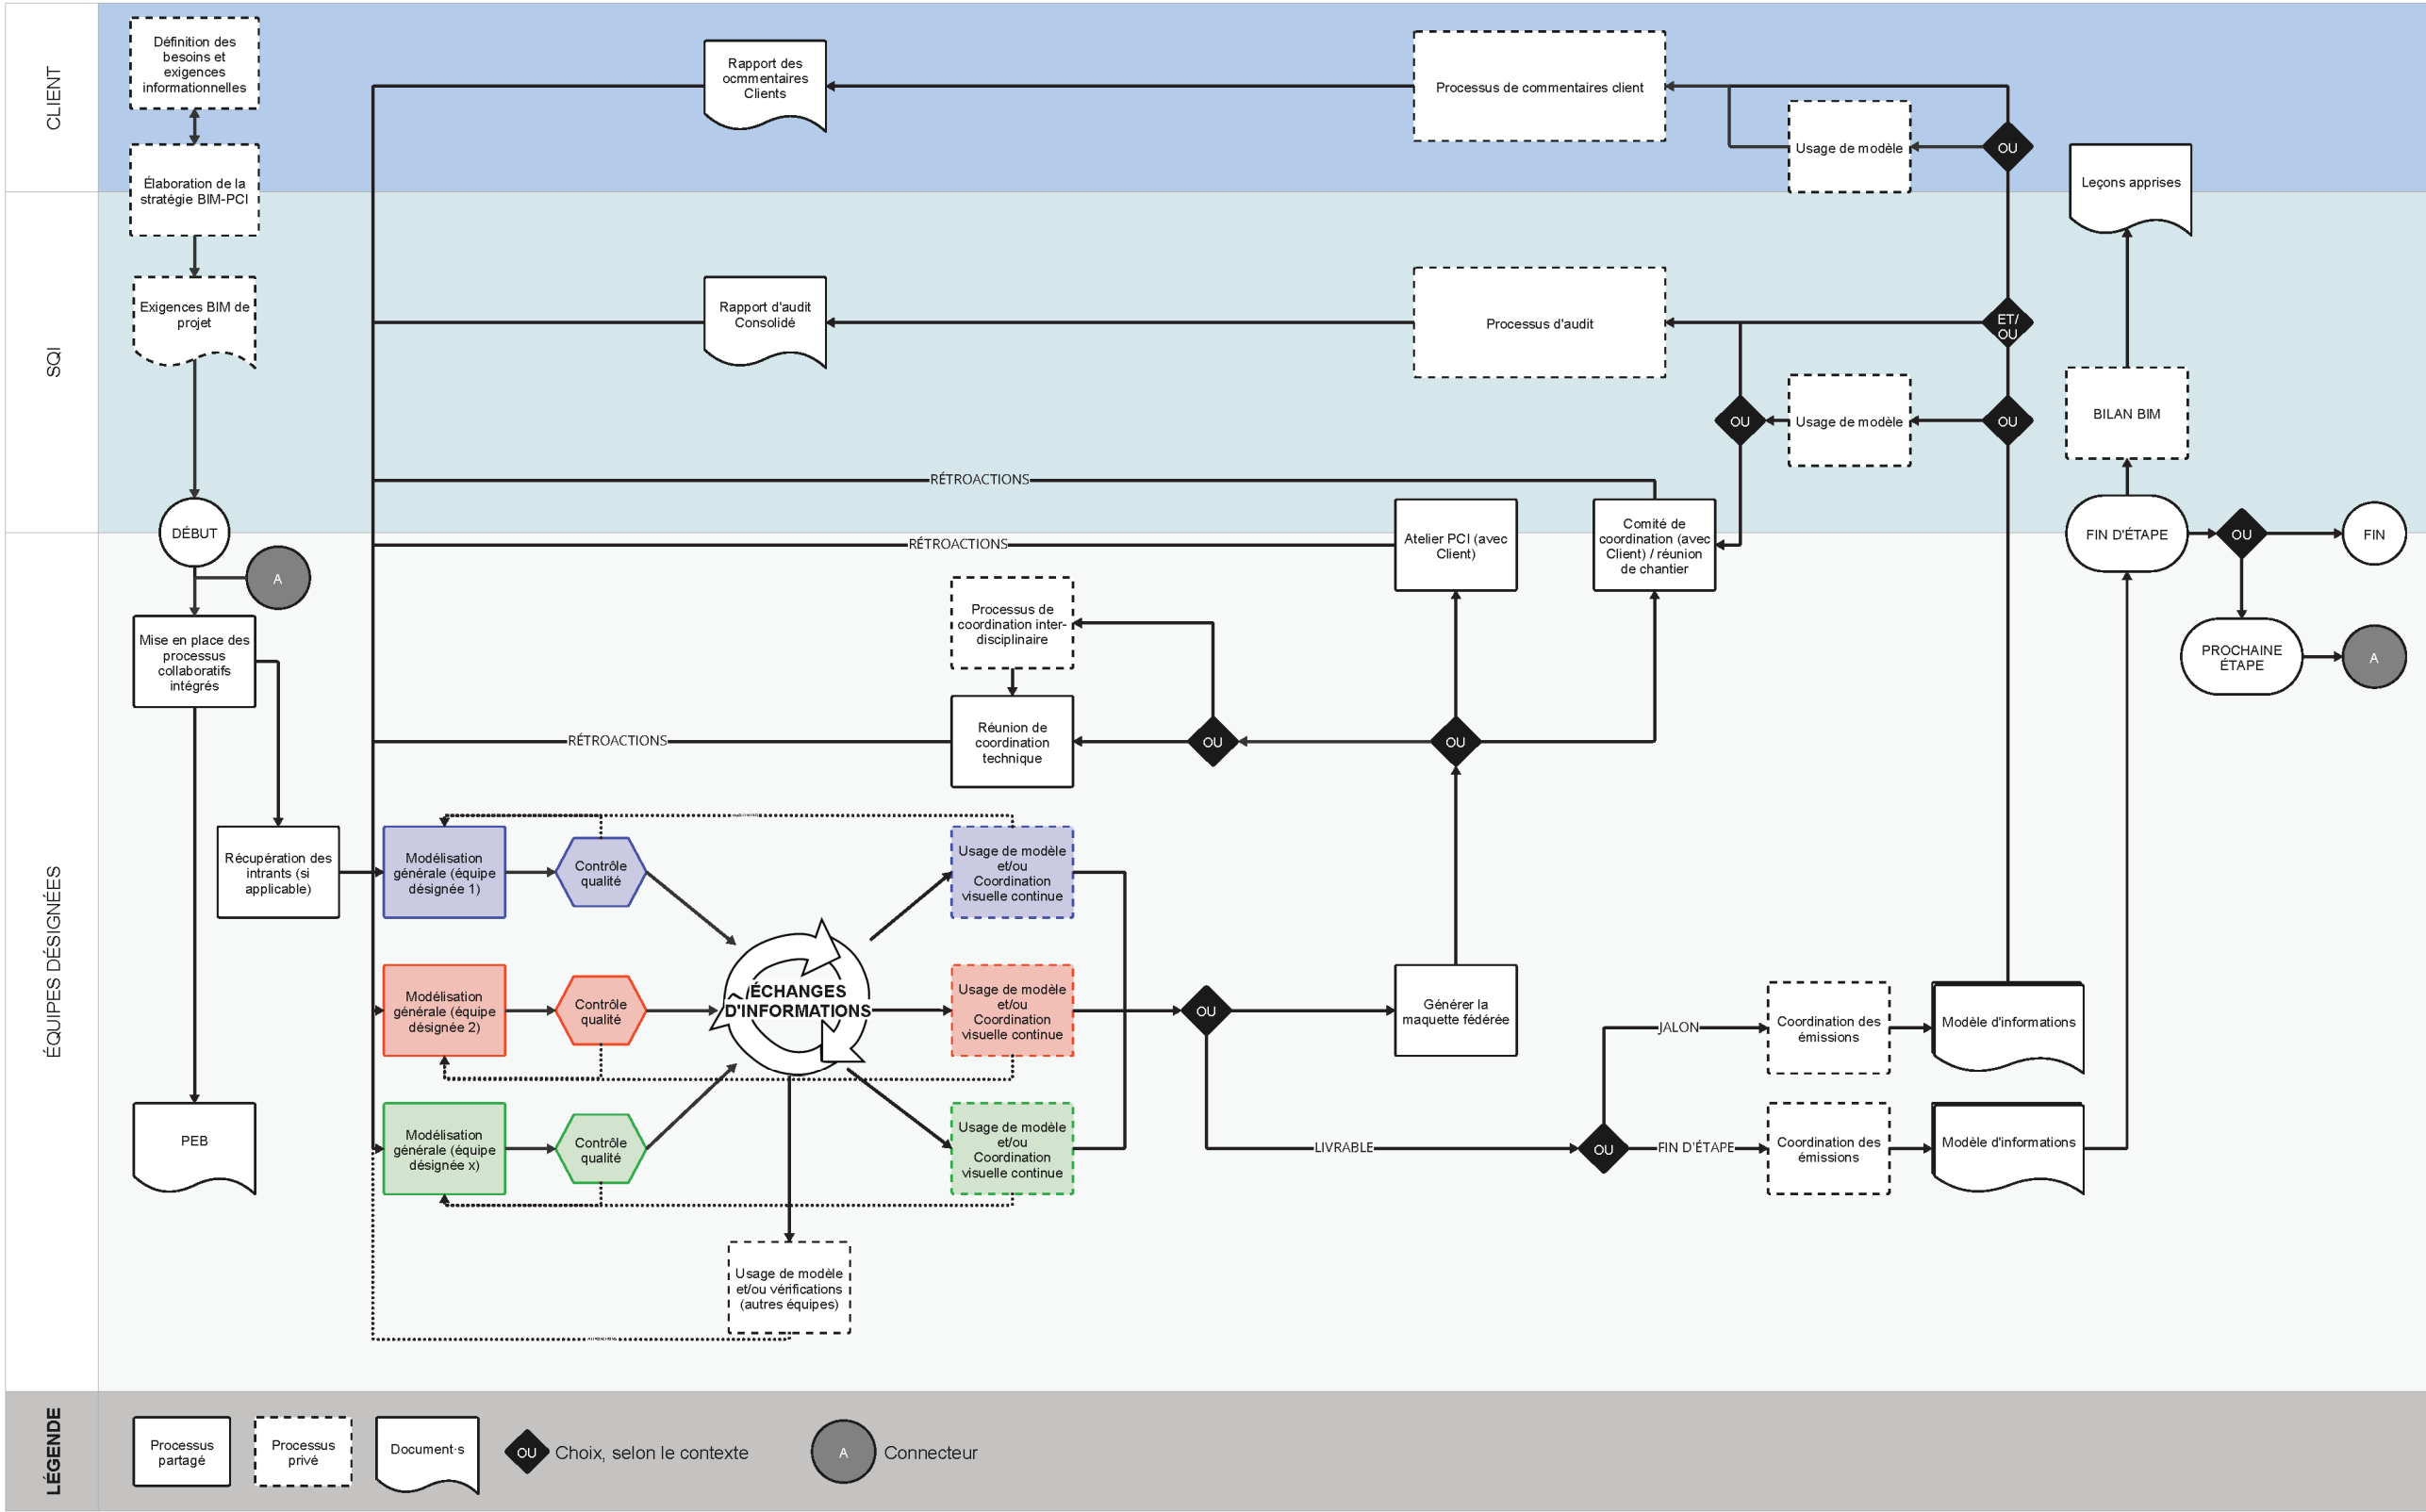 CLIENT
Définition des
besoins et
exigences
informationnelles
Rapport des
ocmmentaires
Clients
Processus de commentaires client
Usage de modèle
OU
Élaboration de la
stratégie BIM-PCI
Leçons apprises
SQI
Exigences BIM de
projet
Rapport d'audit
Consolidé
Processus d'audit
ET/
OU
OU
Usage de modèle
OU
BILAN BIM
RÉTROACTIONS
DÉBUT
RÉTROACTIONS
Atelier PCI (avec
Client)
Comité de
coordination (avec
Client) / réunion
de chantier
FIN D'ÉTAPE
OU
FIN
ÉQUIPES DÉSIGNÉES
A
Mise en place des
processus
collaboratifs
intégrés
Processus de
coordination inter-
disciplinaire
PROCHAINE
ÉTAPE
A
RÉTROACTIONS
Réunion de
coordination
technique
OU
OU
Récupération des
intrants (si
applicable)
Modélisation
générale (équipe
désignée 1)
Contrôle
qualité
Usage de modèle
et/ou
Coordination
visuelle continue
Modélisation
générale (équipe
désignée 2)
Contrôle
qualité
ÉCHANGES
D'INFORMATIONS
Usage de modèle
et/ou
Coordination
visuelle continue
OU
Générer la
maquette fédérée
JALON
Coordination des
émissions
Modèle d'informations
PEB
Modélisation
générale (équipe
désignée x)
Contrôle
qualité
Usage de modèle
et/ou
Coordination
visuelle continue
LIVRABLE
OU
FIN D'ÉTAPE
Coordination des
émissions
Modèle d'informations
Usage de modèle
et/ou vérifications
(autres équipes)
LÉGENDE
Processus
partagé
Processus
privé
Document·s
OU
Choix, selon le contexte
A
Connecteur